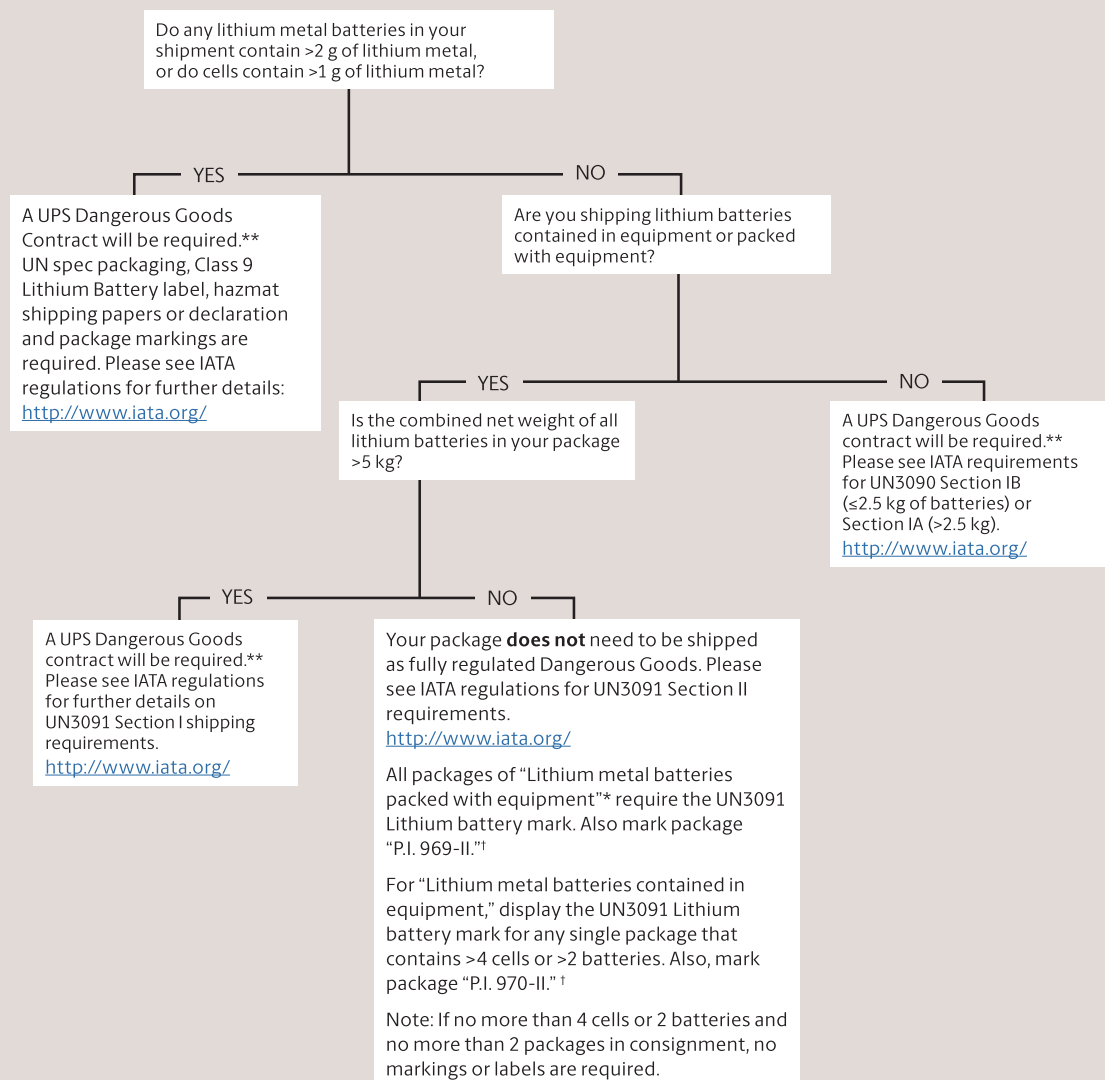 Do any lithium metal batteries in your
shipment contain >2 g of lithium metal,
or do cells contain >1 g of lithium metal?
YES
NO
A UPS Dangerous Goods
Contract will be required.**
UN spec packaging, Class 9
Lithium Battery label, hazmat
shipping papers or declaration
and package markings are
required. Please see IATA
regulations for further details:
http://www.iata.org/
Are you shipping lithium batteries
contained in equipment or packed
with equipment?
YES
NO
Is the combined net weight of all
lithium batteries in your package
>5 kg?
A UPS Dangerous Goods
contract will be required.**
Please see IATA requirements
for UN3090 Section IB
(≤2.5 kg of batteries) or
Section IA (>2.5 kg).
http://www.iata.org/
YES
NO
A UPS Dangerous Goods
contract will be required.**
Please see IATA regulations
for further details on
UN3091 Section I shipping
requirements.
http://www.iata.org/
Your package does not need to be shipped
as fully regulated Dangerous Goods. Please
see IATA regulations for UN3091 Section II
requirements.
http://www.iata.org/
All packages of “Lithium metal batteries
packed with equipment”* require the UN3091
Lithium battery mark. Also mark package
“P.I. 969-II.”†
For “Lithium metal batteries contained in
equipment,” display the UN3091 Lithium
battery mark for any single package that
contains >4 cells or >2 batteries. Also, mark
package “P.I. 970-II.” †
Note: If no more than 4 cells or 2 batteries and
no more than 2 packages in consignment, no
markings or labels are required.